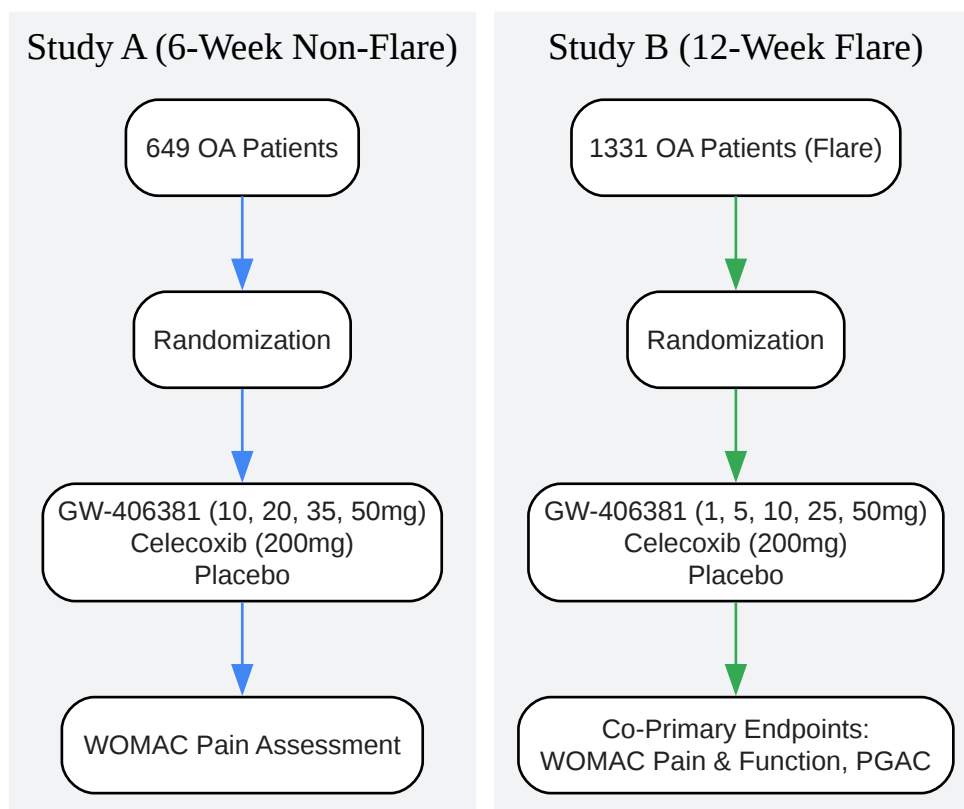 Study A (6-Week Non-Flare)
649 OA Patients
Randomization
GW-406381 (10, 20, 35, 50mg)
Celecoxib (200mg)
Placebo
WOMAC Pain Assessment
Study B (12-Week Flare)
1331 OA Patients (Flare)
Randomization
GW-406381 (1, 5, 10, 25, 50mg)
Celecoxib (200mg)
Placebo
Co-Primary Endpoints:
WOMAC Pain & Function, PGAC